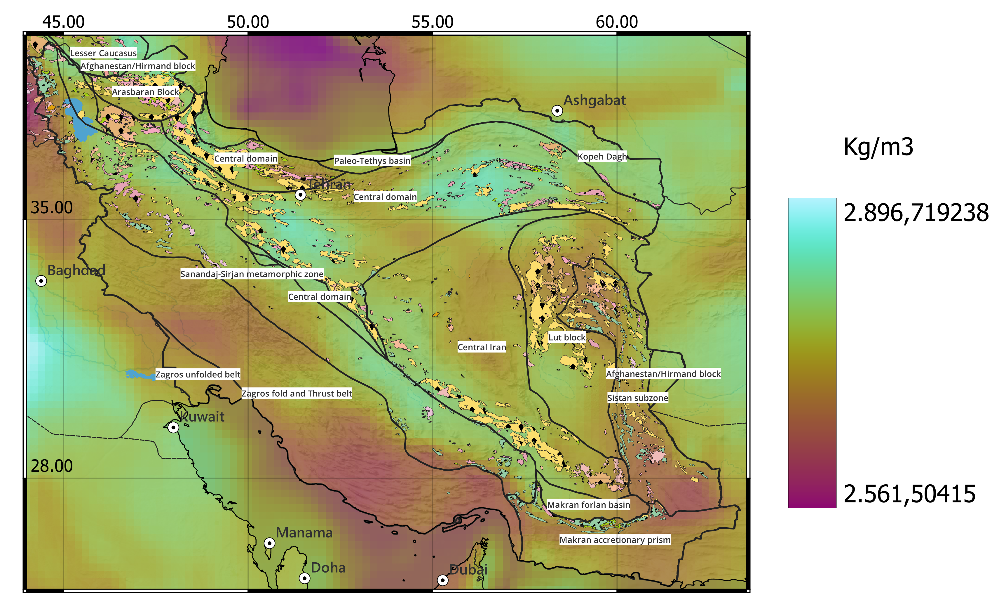 45.00 50.00 55.00 60.00
Lesser Caucasus
Afghanestan/Hirmand block
Arasbaran Block
Ashgabat
Central domain
Paleo-Tethys basin
Kopeh Dagh
Tehran
Central domain
35.00
Baghdad
Sanandaj-Sirjan metamorphic zone
Central domain
Lut block
Central Iran
Zagros unfolded belt
Afghanestan/Hirmand block
Zagros fold and Thrust belt
Sistan subzone
Kuwait
28.00
Makran forlan basin
Manama
Makran accretionary prism
Doha
Dubai
Kg/m3
2.896,719238
2.561,50415